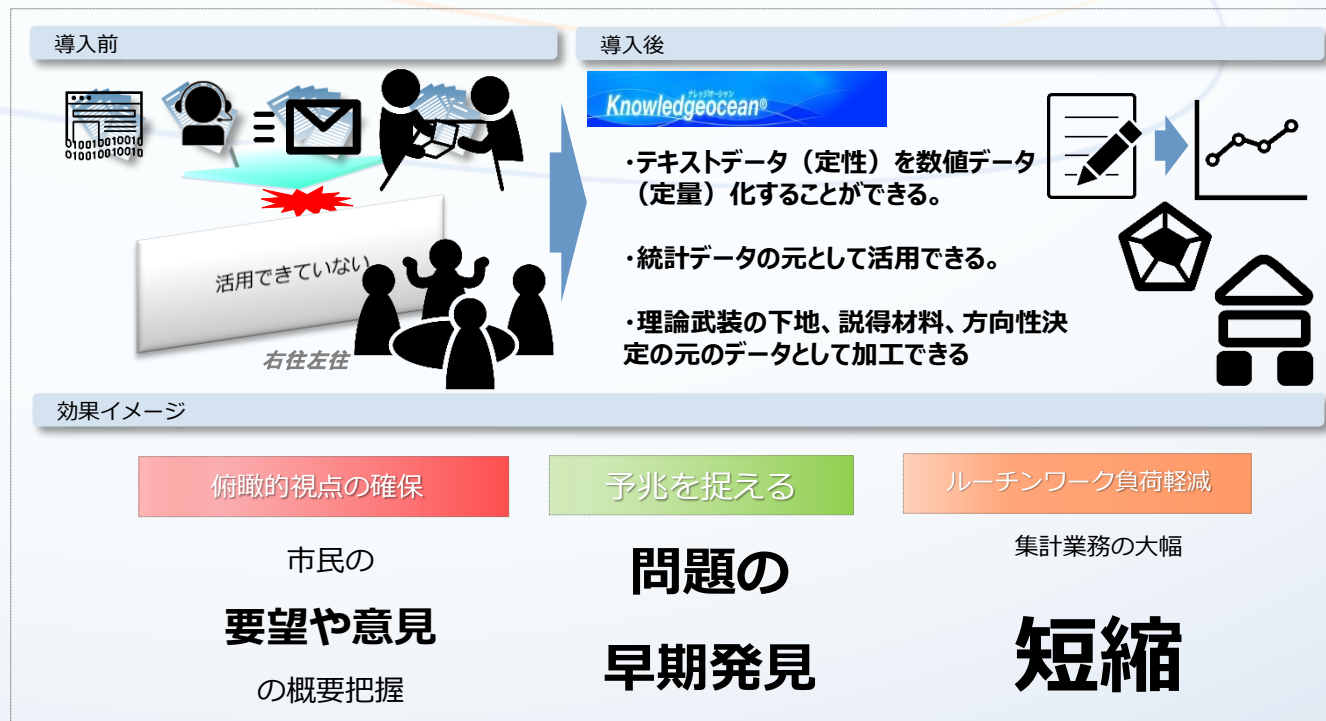 導入前
導入後
010010010010
010010010010
ナレッジオーシャン
Knowledgeocean®
・テキストデータ（定性）を数値データ
（定量）化することができる。
・統計データの元として活用できる。
・理論武装の下地、説得材料、方向性決
定の元のデータとして加工できる
活用できていない
右往左往
効果イメージ
俯瞰的視点の確保
市民の
要望や意見
の概要把握
予兆を捉える
問題の
早期発見
ルーチンワーク負荷軽減
集計業務の大幅
短縮